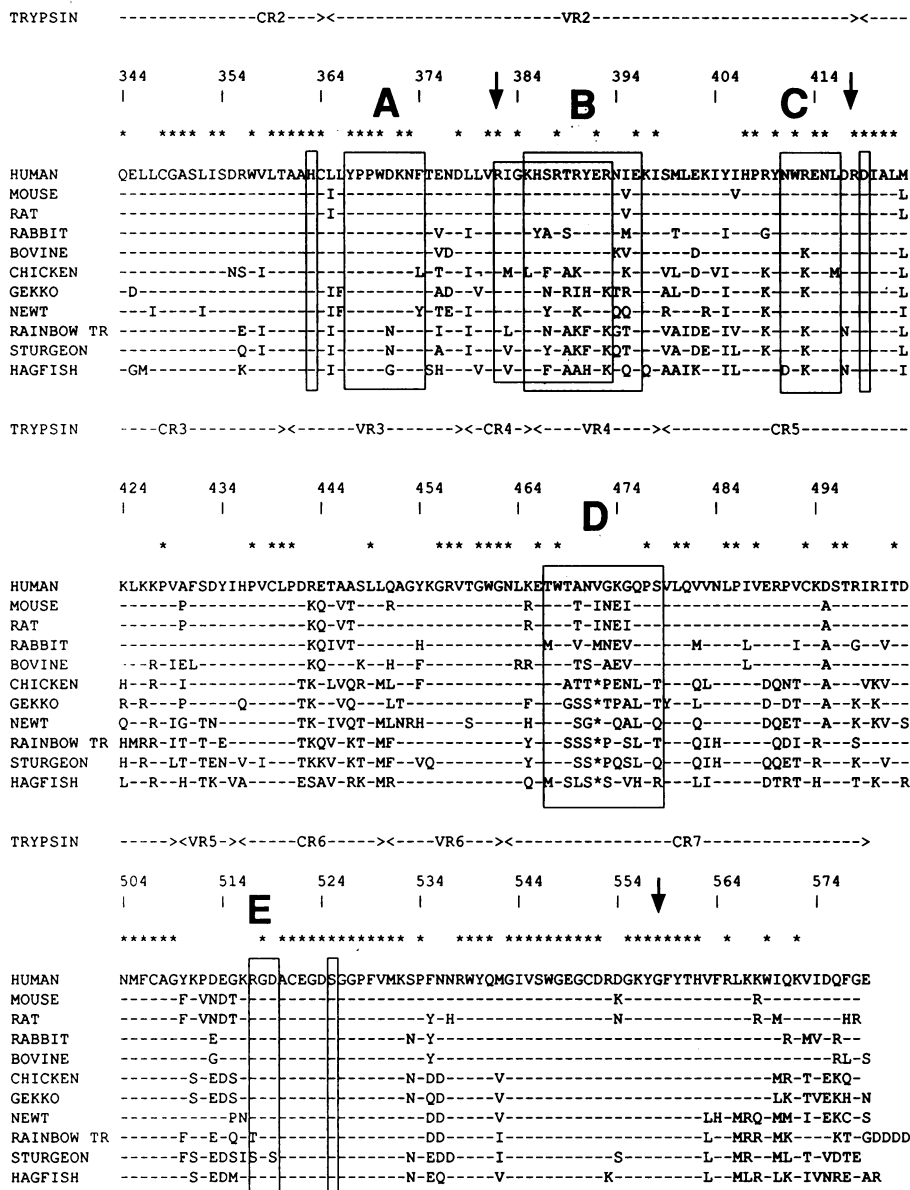 TRYPSIN -----------CR2------><----------------------VR2--------------------------><----
344 354 364 374 384 394 404 414
A B C
* **** ** * ****** **** ** * ** * * * * *** * ** *****
HUMAN QELLCGASLISDRWVLTAAHCLLYPPWDKNFTENDLLVRIGKHSRTRYERNIEKISMLEKIYIHPRYNWRENLDRDIALM
MOUSE ---------------------I-----------------------------V----------V----------------L
RAT ---------------------I-----------------------------V---------------------------L
RABBIT --------------------------------V--I------YA-S-----M----T----I---G--------------L
BOVINE --------------------------------VD----------------KV------D-------K--K----------L
CHICKEN -----------NS-I---------------L-T--I-¬--M-L-F-AK---K----VL-D-VI---K--K--M-------L
GEKKO -D-------------------IF---------AD--V------N-RIH-KTR----AL-D--I---K--K----------I
NEWT ---I----I------------IF-------Y-TE-I-------Y--K---QQ---R---R--I---K--K----------L
RAINBOW TR ------------E-I------I-----N----I--I--L---N-AKF-KGT----VAIDE-IV--K--K---N------L
STURGEON ------------Q-I------I-----N----A--I--V---Y-AKF-KQT----VA-DE-IL--K--K----------L
HAGFISH -GM---------K--------I-----G---SH---L-V---F-AAH-K-Q-Q-AAIK--IL----D-K---N------I
TRYPSIN ----CR3---------><------VR3-------><-CR4--><----VR4------><----------CR5---------
424 434 444 454 464 474 484 494
D
* * *** * *** **** * * * ** ** * ** * *
HUMAN KLKKPVAFSDYIHPVCLPDRETAASLLQAGYKGRVTGWGNLKETWTANVGKGQPSVLQVVNLPIVERPVCKDSTRIRITD
MOUSE ------P------------KQ-VT---R-------------R----T-INEI-------------------A--------
RAT ------P------------KQ-VT-----------------R----T-INEI-------------------A--------
RABBIT -------------------KQIVT-----H------------M--V-MNEV------M----L----I--A--G--V--
BOVINE ---R-IEL-----------KQ---K--H--F---------RR----TS-AEV-----------L-------A--------
CHICKEN H--R--I-----------TK-LVQR-ML--F-------------ATT*PENL-T--QL-----DQNT--A---VKV-
GEKKO R--R--P-----Q-----TK--VQ---LT------------F---GSS*TPAL-TY--L------D-DT--A--K-K--
NEWT Q--R--IG-TN-------TK-IVQT-MLNRH----S-----H----SG*-QALQ---Q-----DQET--A--K-KV-S
RAINBOW TR HMRR-IT-T-E-------TKQV-KT-MF-------------Y---SSS*P-SL-T--QIH----QDI-R---S----
STURGEON H-R--LT-TEN-V-I---TKKV-KT-MF---VQ--------Y----SS*PQSL-Q--QIH----QQET-R---K--V--
HAGFISH L--R--H-TK-VA-----ESAV-RK-MR-------------Q-M-SLS*S-VH-R---LI----DTRT-H---T-K--R
TRYPSIN -----><VR5--><------CR6-----><----VR6----><----------------CR7---------------->
504 514 524 534 544 554 564 574
E
****** * ************* * ***** ********** ******** * * *
HUMAN NMFCAGYKPDEGKRGDACEGDSGGPFVMKSPFNNRWYQMGIVSWGEGCDRDGKYGFYTHVFRLKKWIQKVIDQFGE
MOUSE ------F-VNDT--------------------------------------K-------------R-----------
RAT ------F-VNDT------------------Y-H-----------------N-------------R-M------HR
RABBIT ---------E-------------------N-Y-----------------------------------R-MV-R---
BOVINE ---------G---------------------Y----------------------------------------RL-S
CHICKEN -------S-EDS-----------------N-DD------V---------------------------MR-T-EKQ-
GEKKO -------S-EDS-----------------N-QD------V---------------------------LK-TVEKH-N
NEWT -----------PN------------------DD------V--------------------LH-MRQ-MM-I-EKC-S
RAINBOW TR ------F--E-Q-T-----------------DD------I--------------------L--MRR-MK----KT-GDDDD
STURGEON ------FS-EDSIS-S-------------N-EDD-----I-----------S--------L--MR--ML-T-VDTE
HAGFISH -------S-EDM-----------------N-EQ------V----------K---------L--MLR-LK-IVNRE-AR